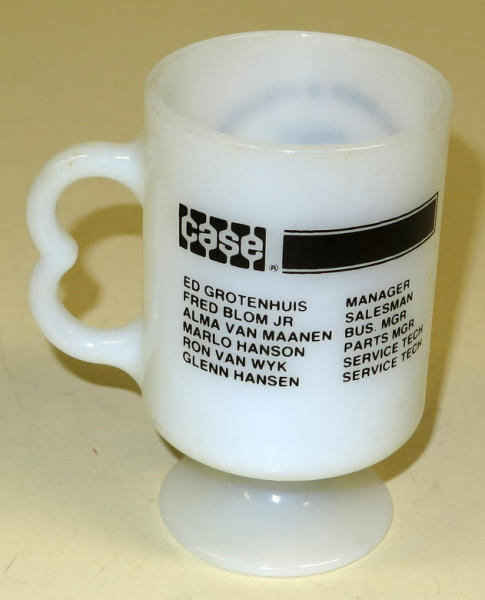 case ®
ED GROTENHUIS MANAGER
FRED BLOM JR SALESMAN
ALMA VAN MAANEN BUS. MGR
MARLO HANSON PARTS MGR
RON VAN WYK SERVICE TECH
GLENN HANSEN SERVICE TECH